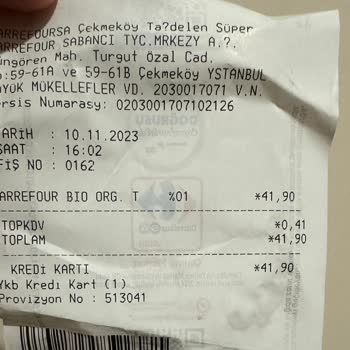 ARREFOURSA Çekmeköy Ta?delen Süper
ARREFOUR SABANCI TYC.MRKEZY A.?.
üngören Mah. Turgut Özal Cad.
o:59-61A ve 59-61B Çekmeköy YSTANBUL
ÜYÜK MÜKELLEFLER VD. 2030017071 V.N.
ersis Numarasy: 0203001707102126
ARİH : 10.11.2023
SAAT : 16:02
FİŞ NO : 0162
ARREFOUR BIO ORG. T %01 *41,90
TOPKDV *0,41
TOPLAM *41,90
KREDİ KARTI *41,90
Ykb Kredi Kart (1)
Provizyon No : 513041